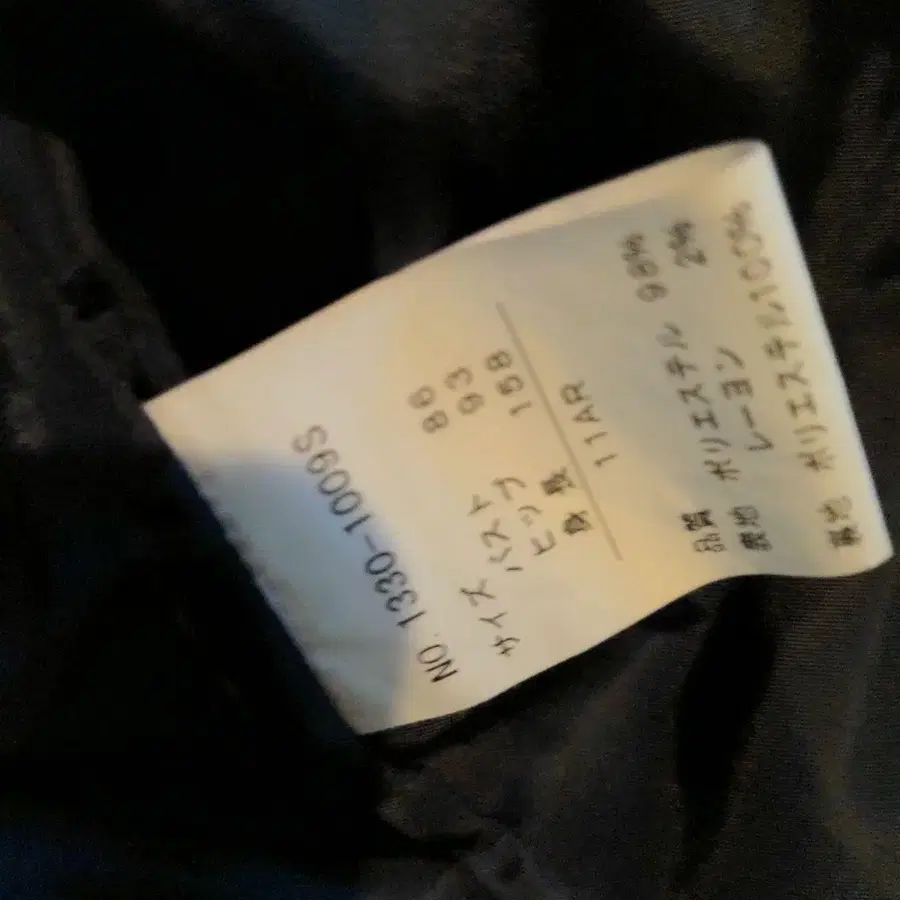 NO. 1330-1009S
サイズ バスト 86
ヒップ 93
身長 158
11AR
品質
表地 ポリエステル 98%
レーヨン 2%
裏地 ポリエステル100%